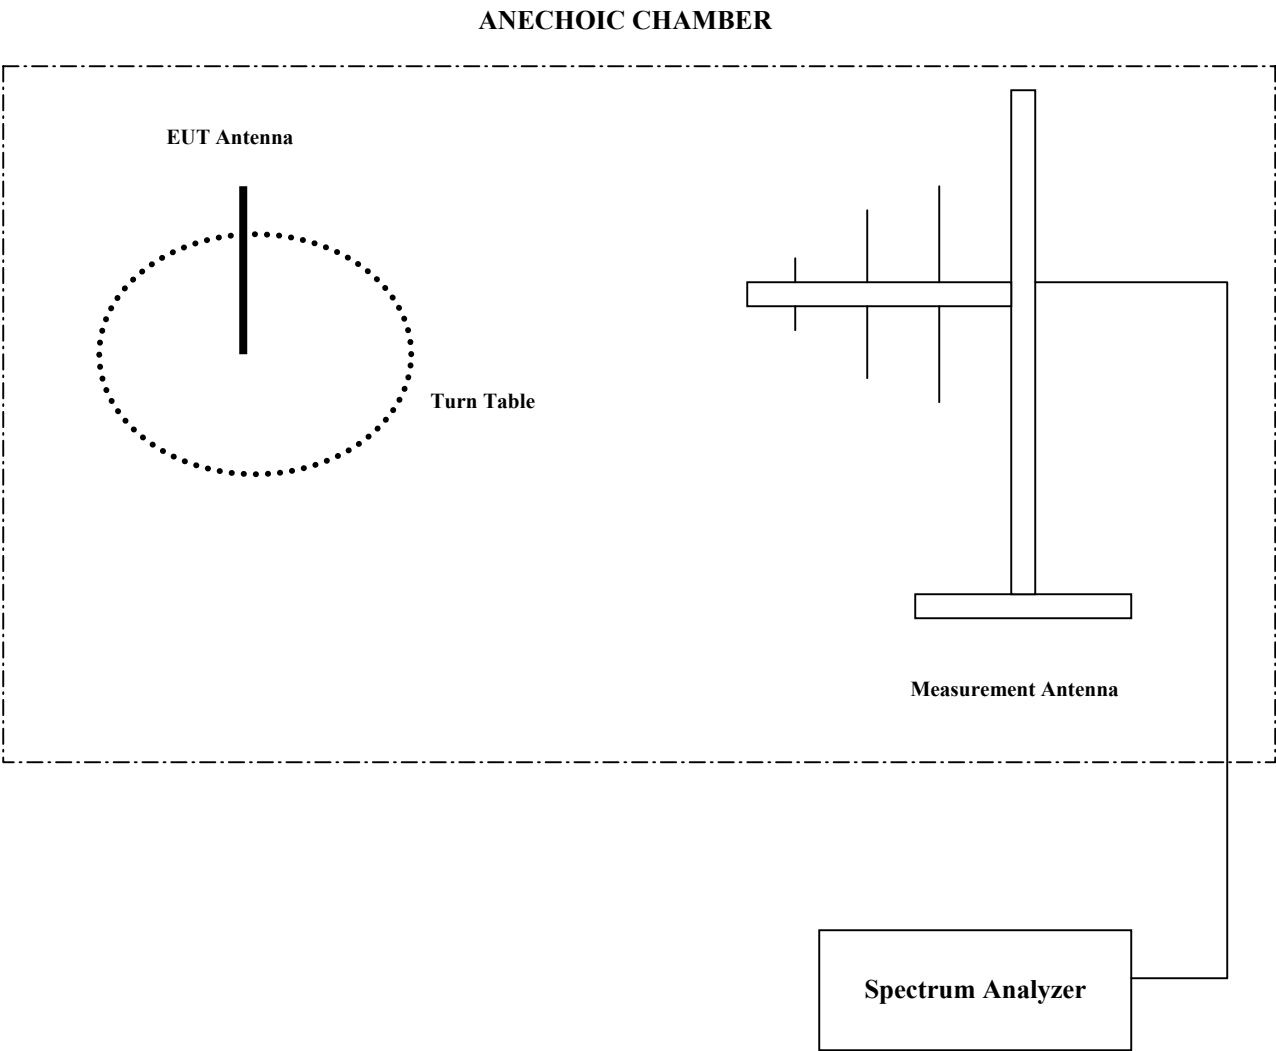 ANECHOIC CHAMBER
EUT Antenna
Turn Table
Measurement Antenna
Spectrum Analyzer